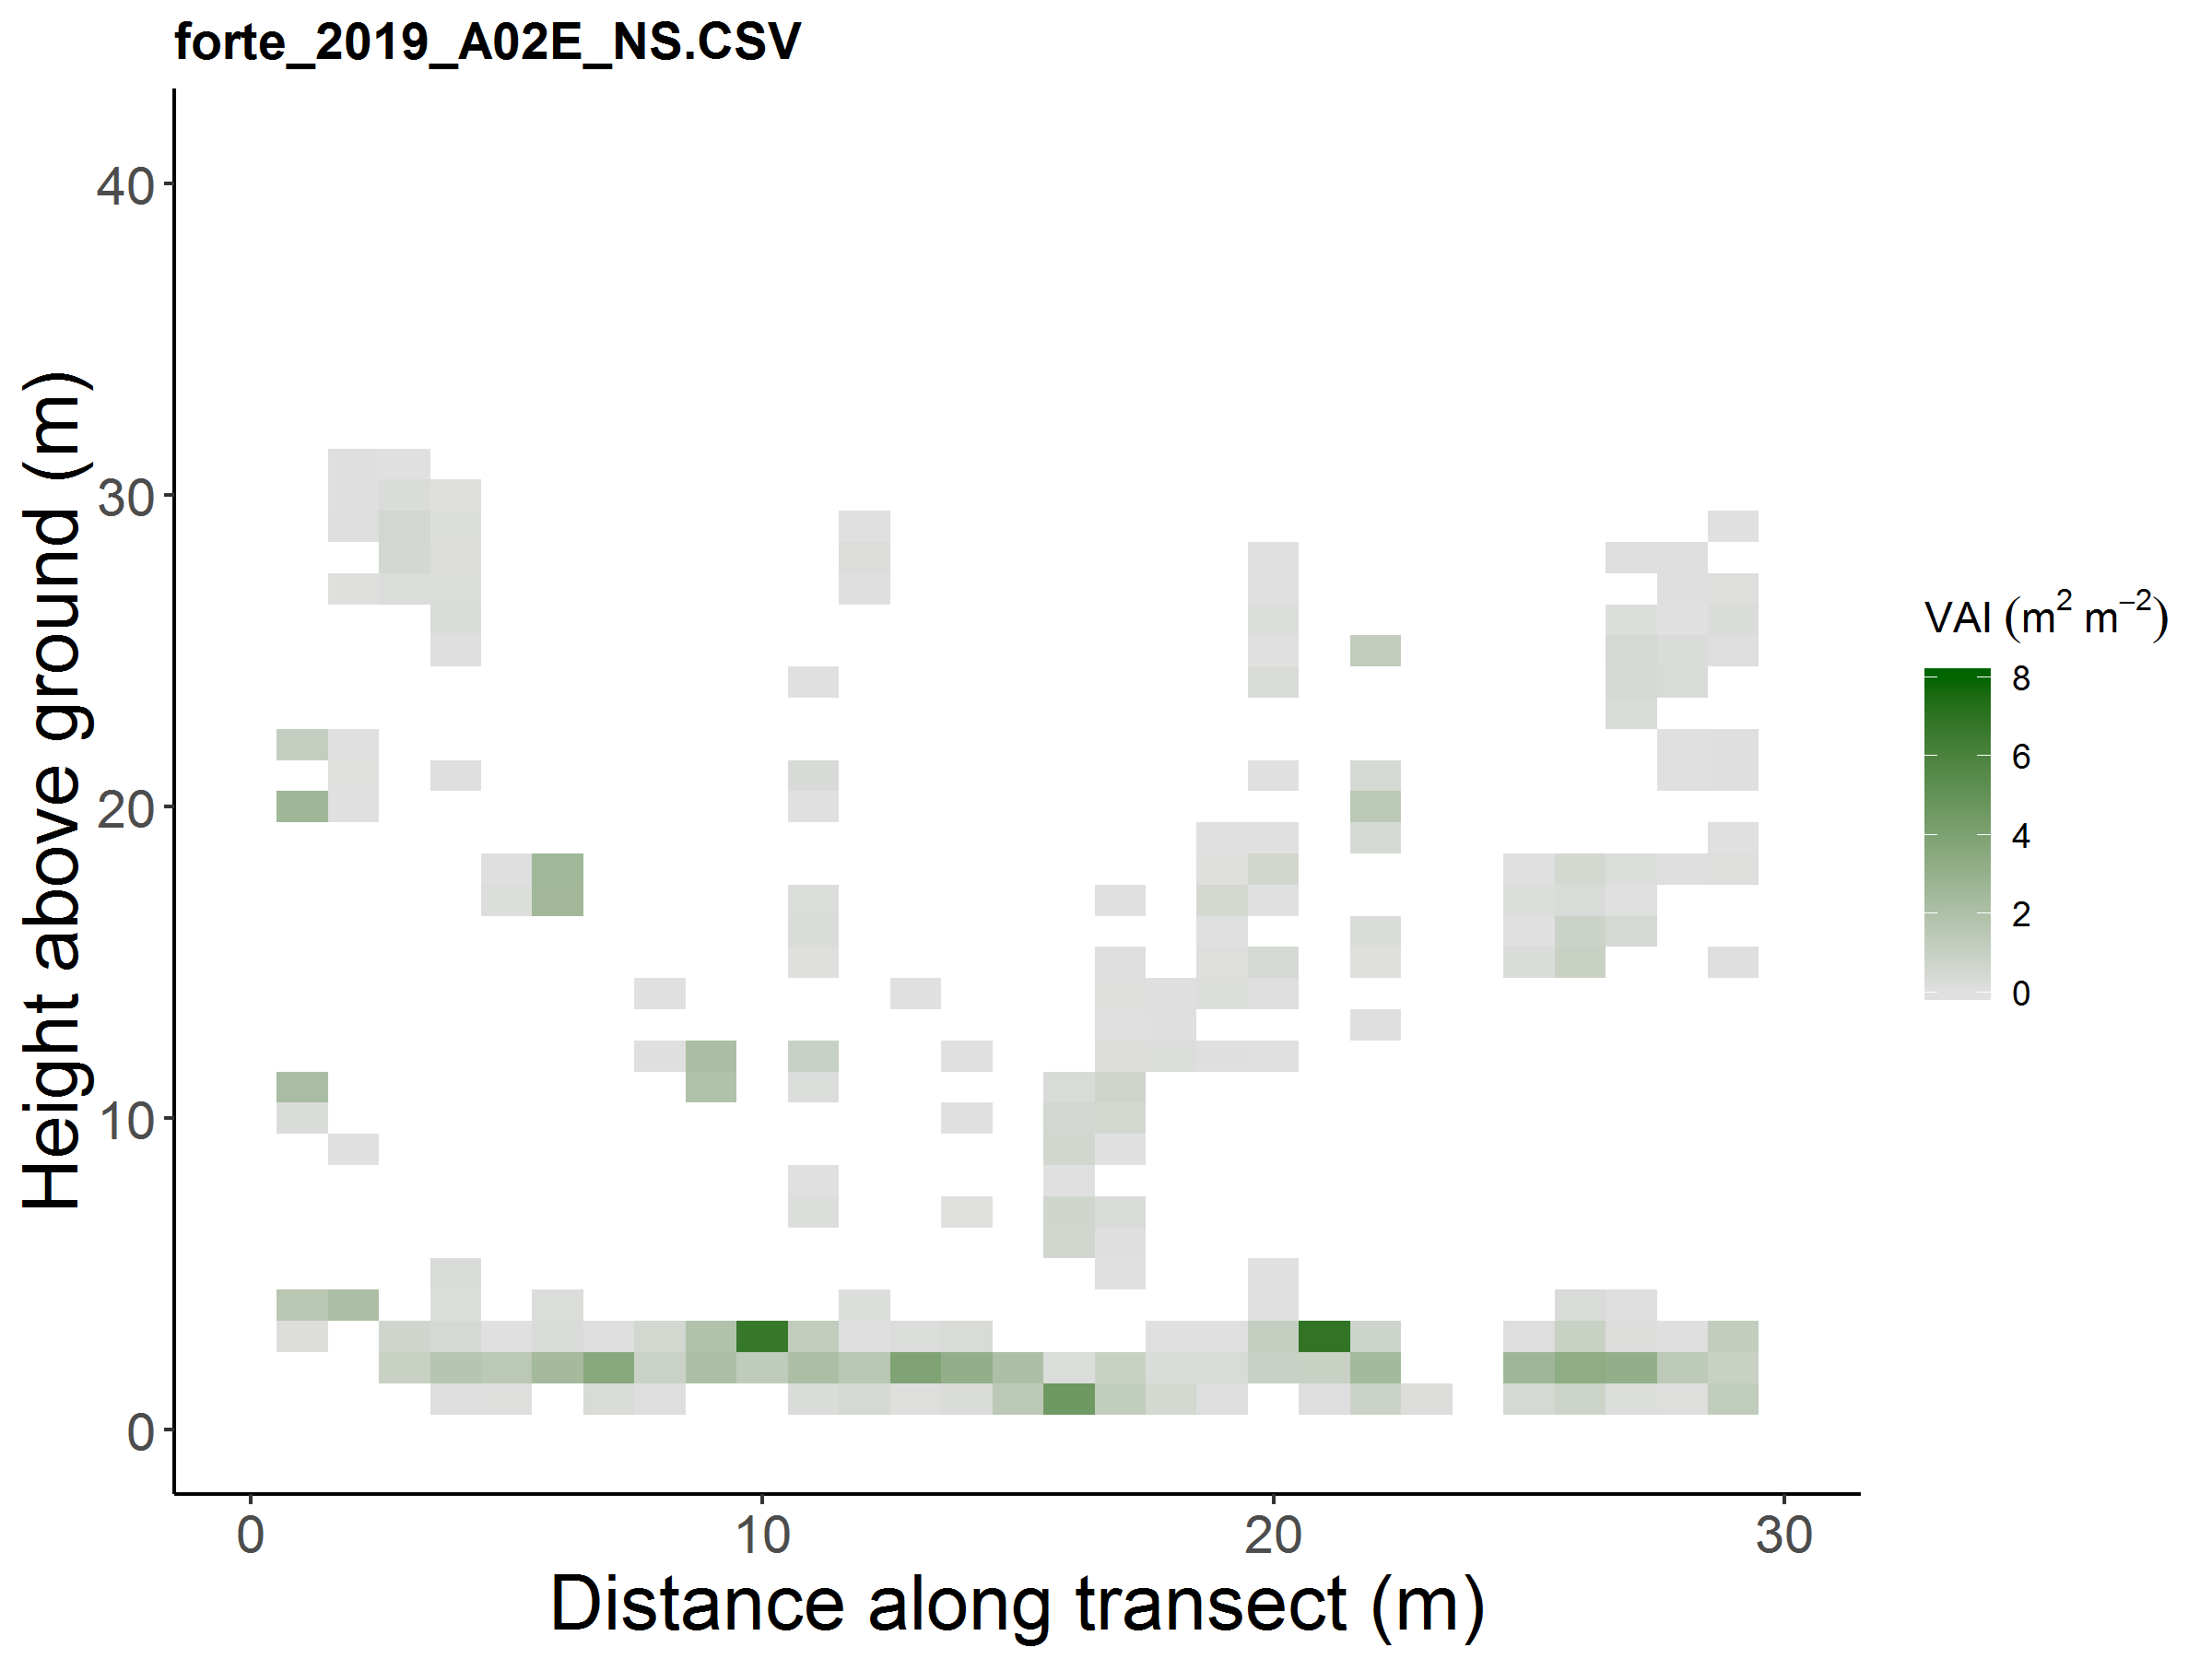 forte_2019_A02E_NS.CSV
40
30
20
10
0
Height above ground (m)
0 10 20 30
Distance along transect (m)
VAI (m² m⁻²)
8
6
4
2
0